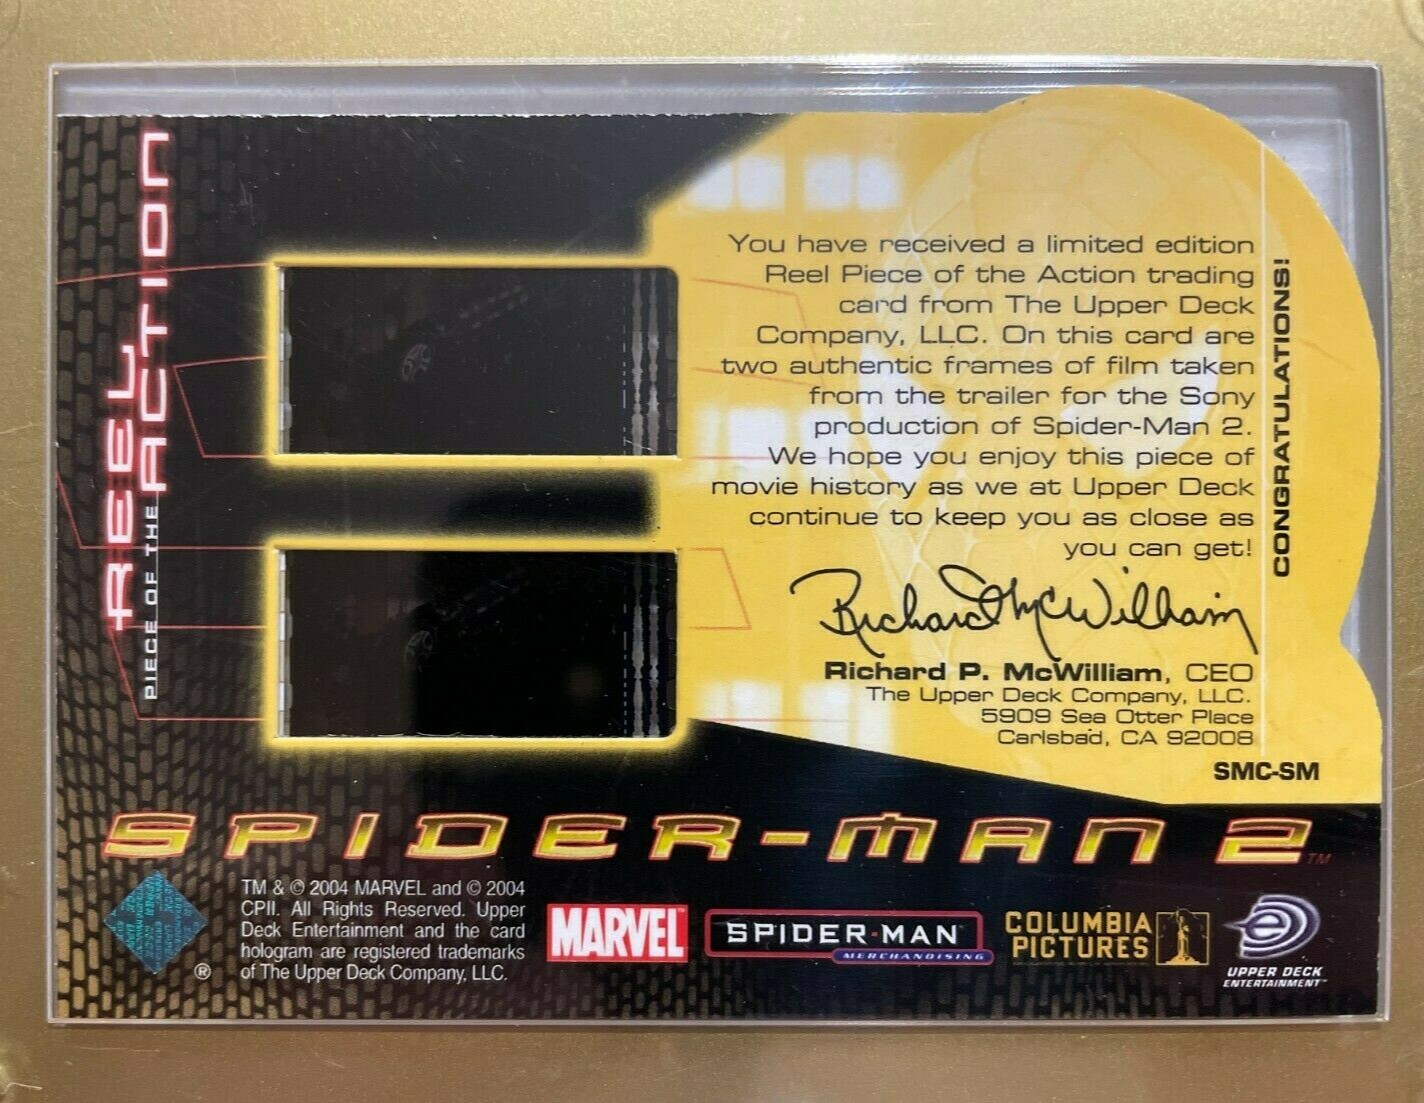 REEL
PIECE OF THE ACTION
You have received a limited edition
Reel Piece of the Action trading
card from The Upper Deck
Company, LLC. On this card are
two authentic frames of film taken
from the trailer for the Sony
production of Spider-Man 2.
We hope you enjoy this piece of
movie history as we at Upper Deck
continue to keep you as close as
you can get!
CONGRATULATIONS!
Richard McWilliam
Richard P. McWilliam, CEO
The Upper Deck Company, LLC.
5909 Sea Otter Place
Carlsbad, CA 92008
SMC-SM
SPIDER-MAN 2™
®
TM & © 2004 MARVEL and © 2004
CPII. All Rights Reserved. Upper
Deck Entertainment and the card
hologram are registered trademarks
of The Upper Deck Company, LLC.
MARVEL
SPIDER-MAN™
MERCHANDISING
COLUMBIA
PICTURES
e
UPPER DECK
ENTERTAINMENT™